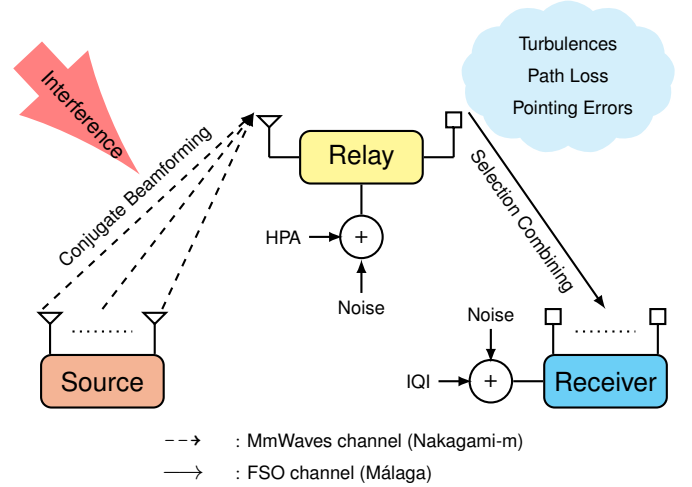 Turbulences
Path Loss
Pointing Errors
Interference
Conjugate Beamforming
Relay
Selection Combining
HPA
+
Noise
Noise
Source
IQI
+
Receiver
: MmWaves channel (Nakagami-m)
: FSO channel (Málaga)